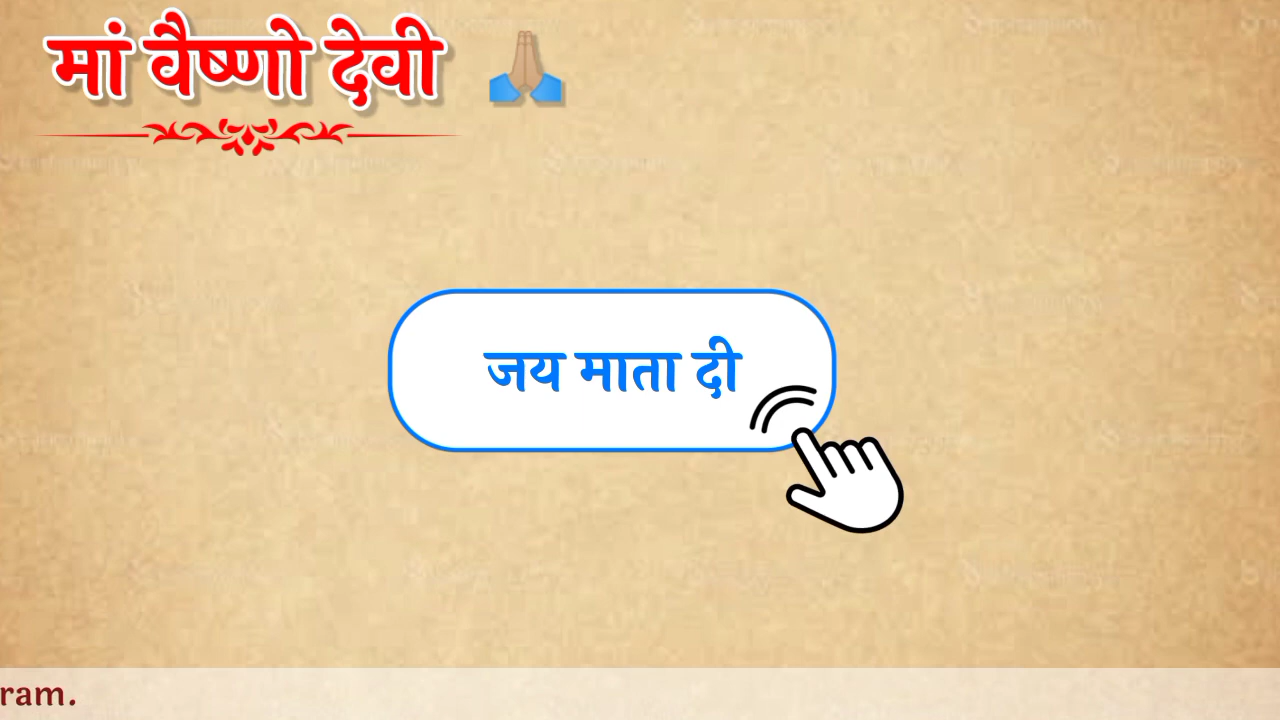 मां वैष्णो देवी
जय माता दी
ram.